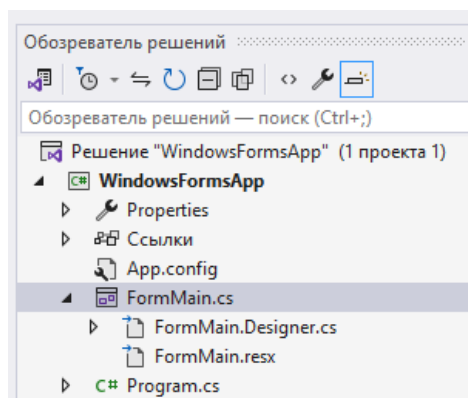 Обозреватель решений
Обозреватель решений — поиск (Ctrl+;)
Решение "WindowsFormsApp" (1 проекта 1)
C# WindowsFormsApp
Properties
Ссылки
App.config
FormMain.cs
FormMain.Designer.cs
FormMain.resx
C# Program.cs